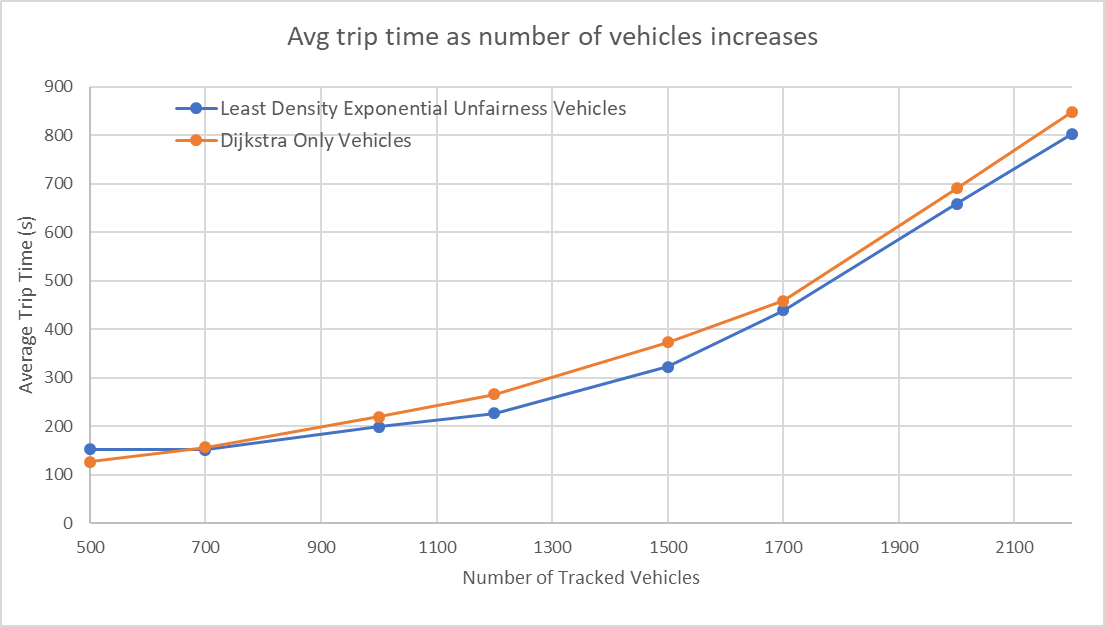 Avg trip time as number of vehicles increases
900
Least Density Exponential Unfairness Vehicles
Dijkstra Only Vehicles
800
700
600
500
400
300
200
100
0
Average Trip Time (s)
500 700 900 1100 1300 1500 1700 1900 2100
Number of Tracked Vehicles